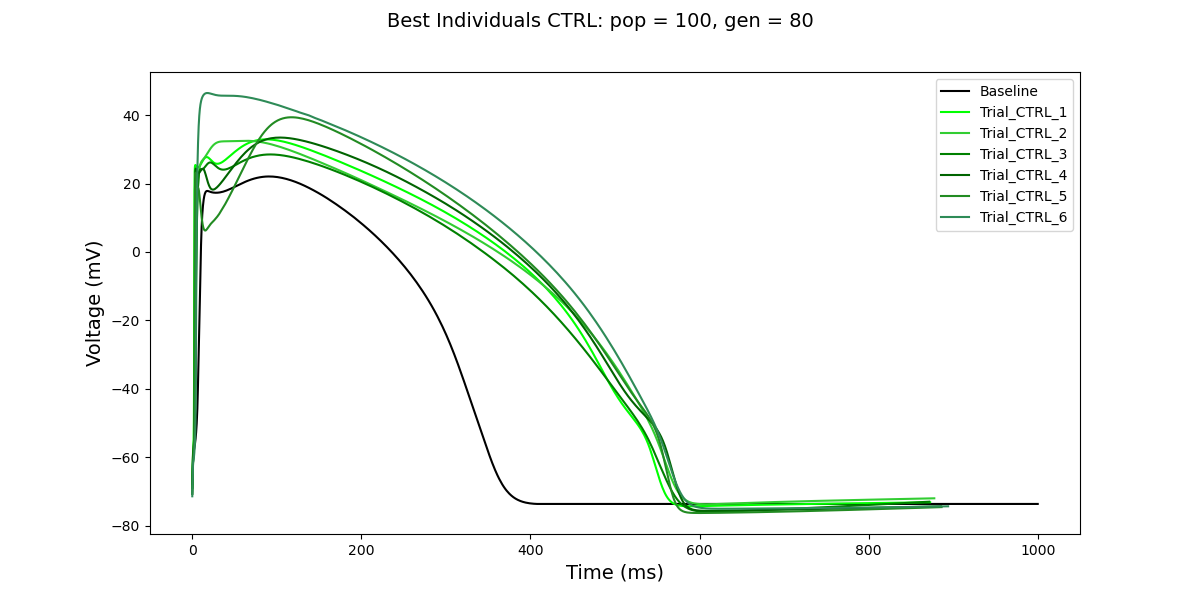 Best Individuals CTRL: pop = 100, gen = 80
Baseline
Trial_CTRL_1
Trial_CTRL_2
Trial_CTRL_3
Trial_CTRL_4
Trial_CTRL_5
Trial_CTRL_6
Voltage (mV)
40
20
0
−20
−40
−60
−80
0
200
400
600
800
1000
Time (ms)